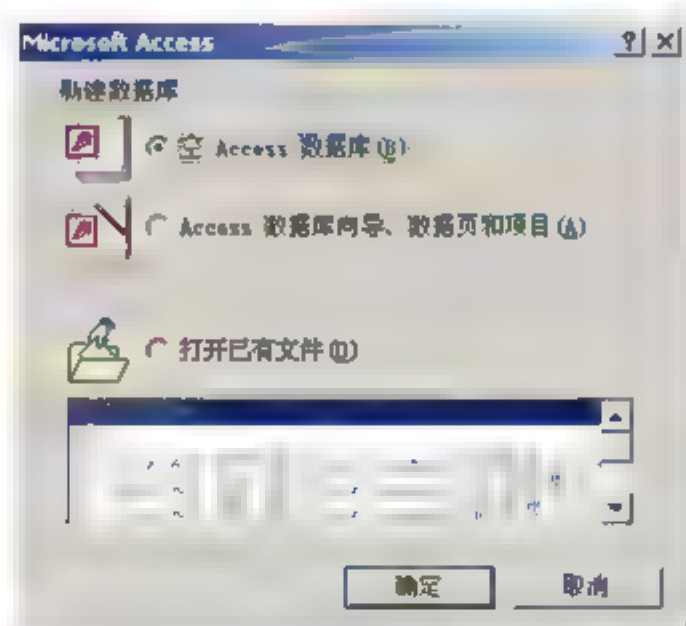 Microsoft Access
新建数据库
空 Access 数据库(B)
Access 数据库向导、数据页和项目(A)
打开已有文件(O)
确定
取消